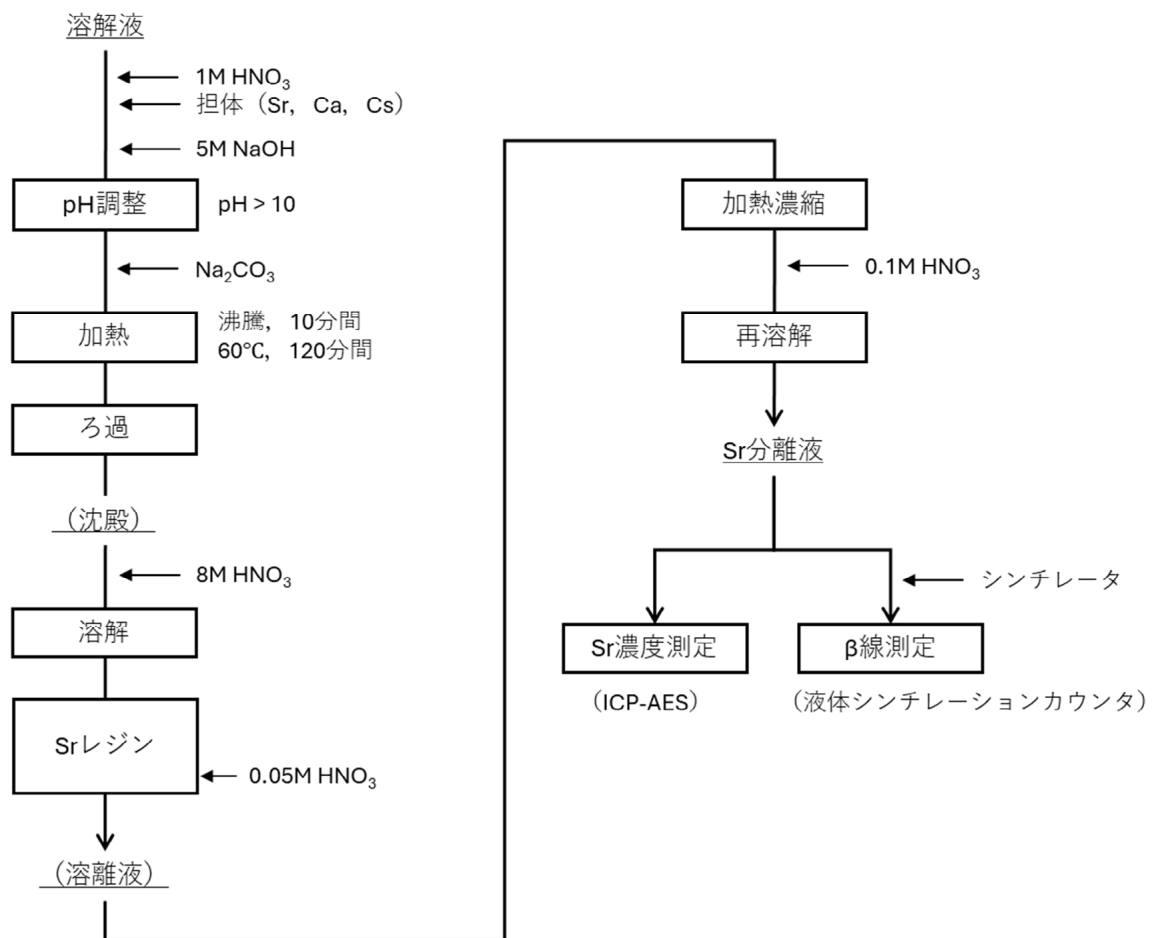 溶解液
1M HNO₃
担体（Sr，Ca，Cs）
5M NaOH
pH調整
pH > 10
Na₂CO₃
加熱
沸騰，10分間
60℃，120分間
ろ過
（沈殿）
8M HNO₃
溶解
Srレジン
0.05M HNO₃
（溶離液）
加熱濃縮
0.1M HNO₃
再溶解
Sr分離液
シンチレータ
Sr濃度測定
β線測定
（ICP-AES）
（液体シンチレーションカウンタ）